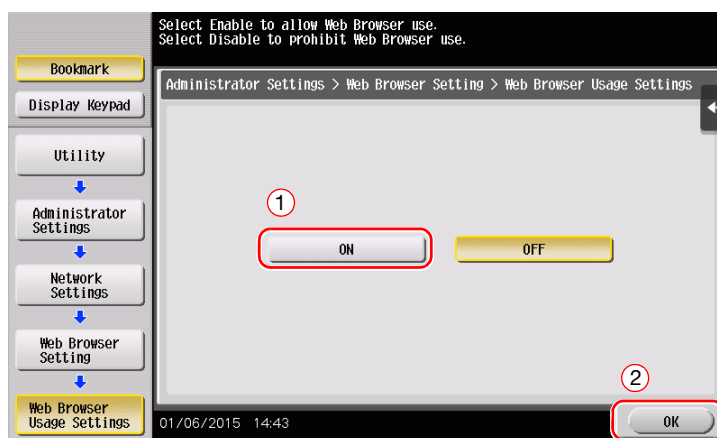 Select Enable to allow Web Browser use.
Select Disable to prohibit Web Browser use.
Bookmark
Display Keypad
Administrator Settings > Web Browser Setting > Web Browser Usage Settings
Utility
Administrator
Settings
Network
Settings
Web Browser
Setting
Web Browser
Usage Settings
1
ON
OFF
2
01/06/2015 14:43
OK